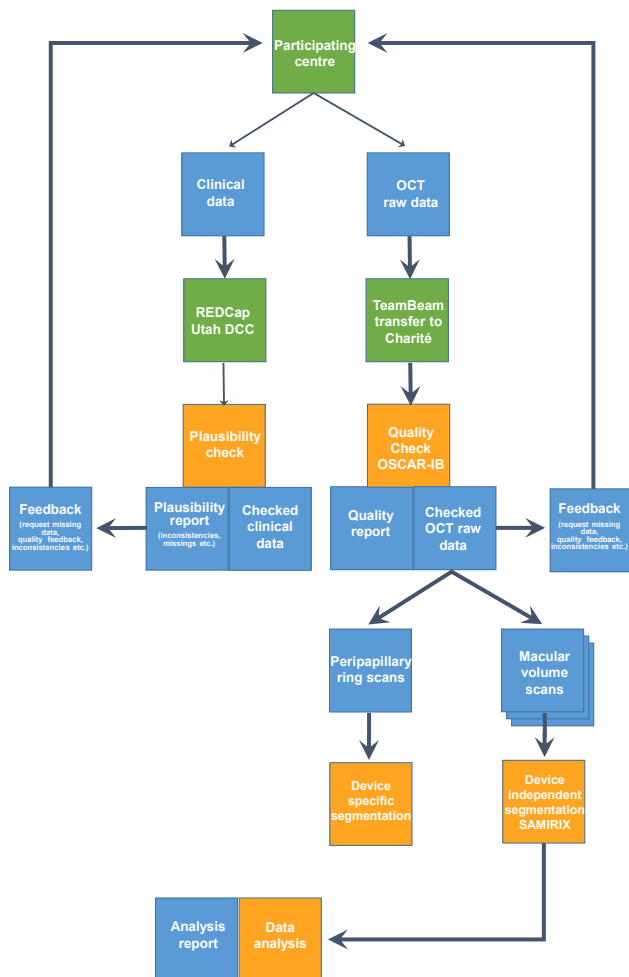 Participating
centre
Clinical
data
OCT
raw data
REDCap
Utah DCC
TeamBeam
transfer to
Charité
Plausibility
check
Quality
Check
OSCAR-IB
Feedback
(request missing
data,
quality feedback,
inconsistencies etc.)
Plausibility
report
(inconsistencies,
missings etc.)
Checked
clinical
data
Quality
report
Checked
OCT raw
data
Feedback
(request missing
data,
quality feedback,
inconsistencies etc.)
Peripapillary
ring scans
Macular
volume
scans
Device
specific
segmentation
Device
independent
segmentation
SAMIRIX
Analysis
report
Data
analysis